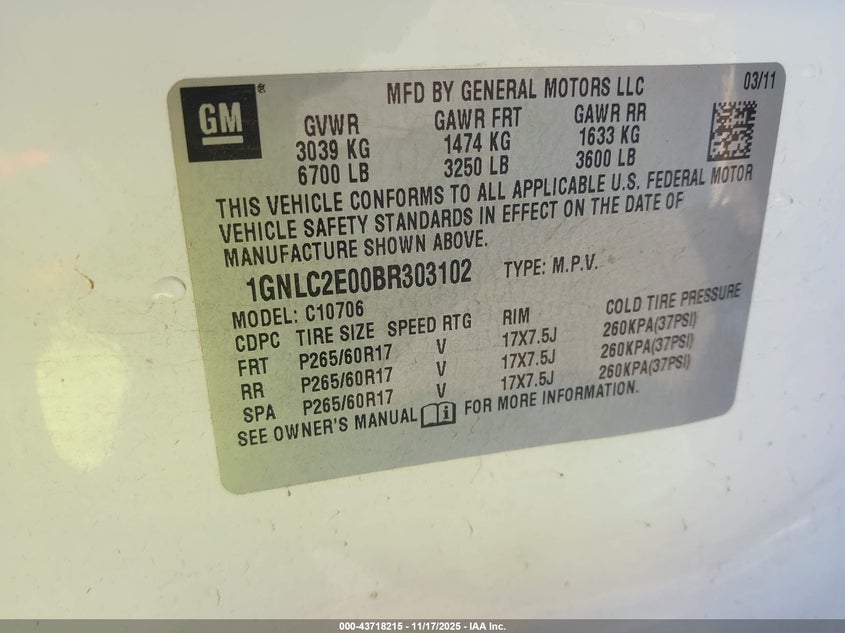 GM®
MFD BY GENERAL MOTORS LLC
03/11
GVWR GAWR FRT GAWR RR
3039 KG 1474 KG 1633 KG
6700 LB 3250 LB 3600 LB
THIS VEHICLE CONFORMS TO ALL APPLICABLE U.S. FEDERAL MOTOR
VEHICLE SAFETY STANDARDS IN EFFECT ON THE DATE OF
MANUFACTURE SHOWN ABOVE.
1GNLC2E00BR303102 TYPE: M.P.V.
MODEL: C10706
CDPC TIRE SIZE SPEED RTG RIM COLD TIRE PRESSURE
FRT P265/60R17 V 17X7.5J 260KPA(37PSI)
RR P265/60R17 V 17X7.5J 260KPA(37PSI)
SPA P265/60R17 V 17X7.5J 260KPA(37PSI)
SEE OWNER'S MANUAL FOR MORE INFORMATION.
000-43718215 - 11/17/2025 - IAA Inc.